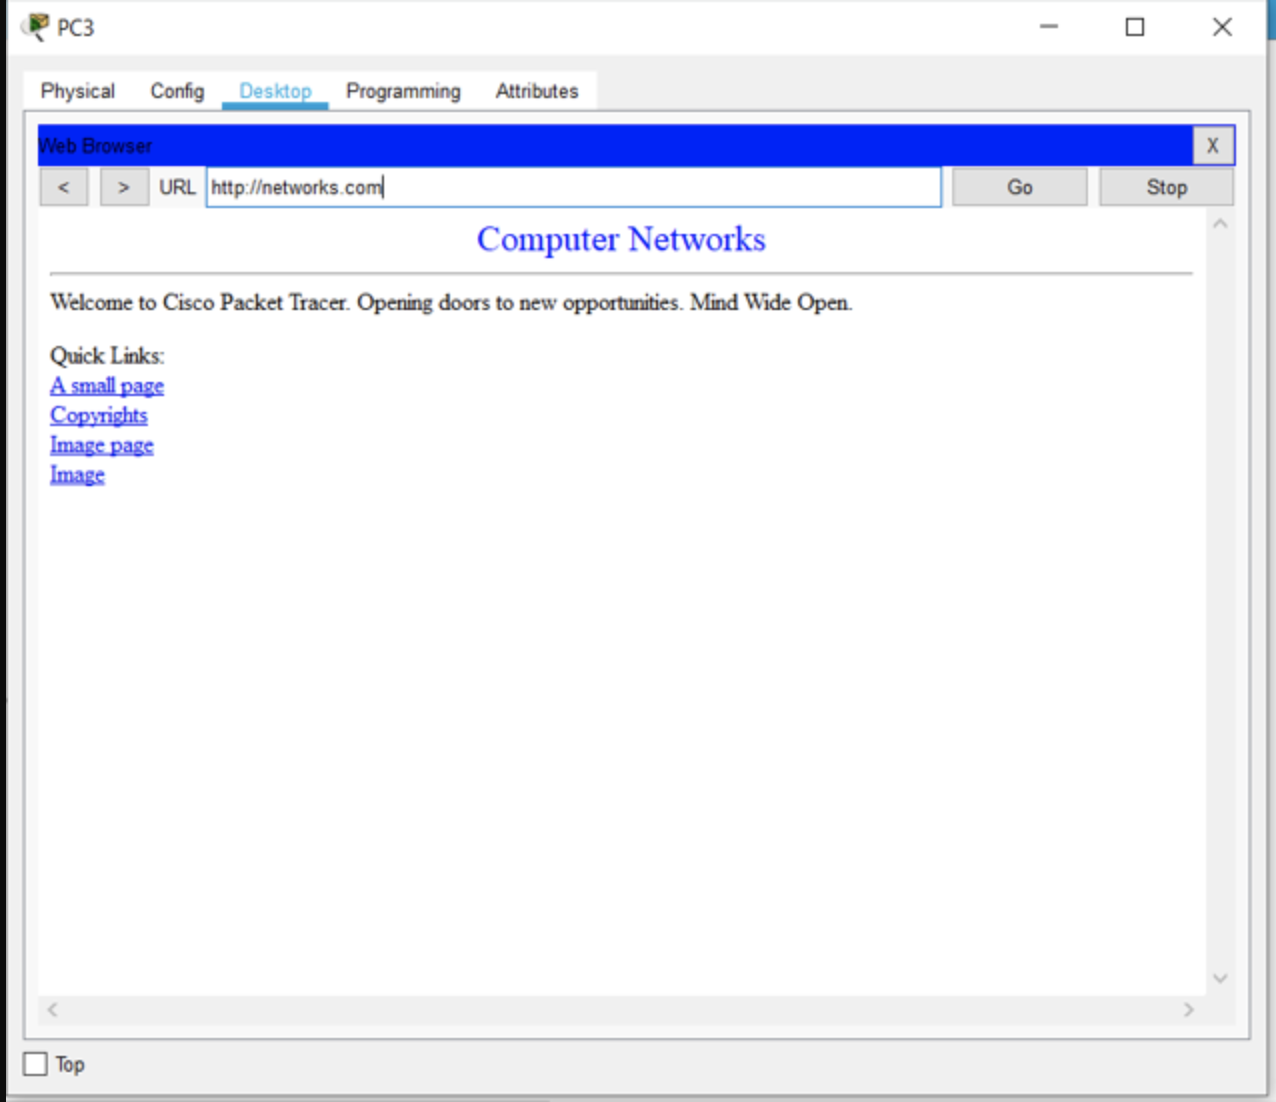 PC3
Physical Config Desktop Programming Attributes
Web Browser X
< > URL http://networks.com Go Stop
Computer Networks
Welcome to Cisco Packet Tracer. Opening doors to new opportunities. Mind Wide Open.
Quick Links:
A small page
Copyrights
Image page
Image
Top